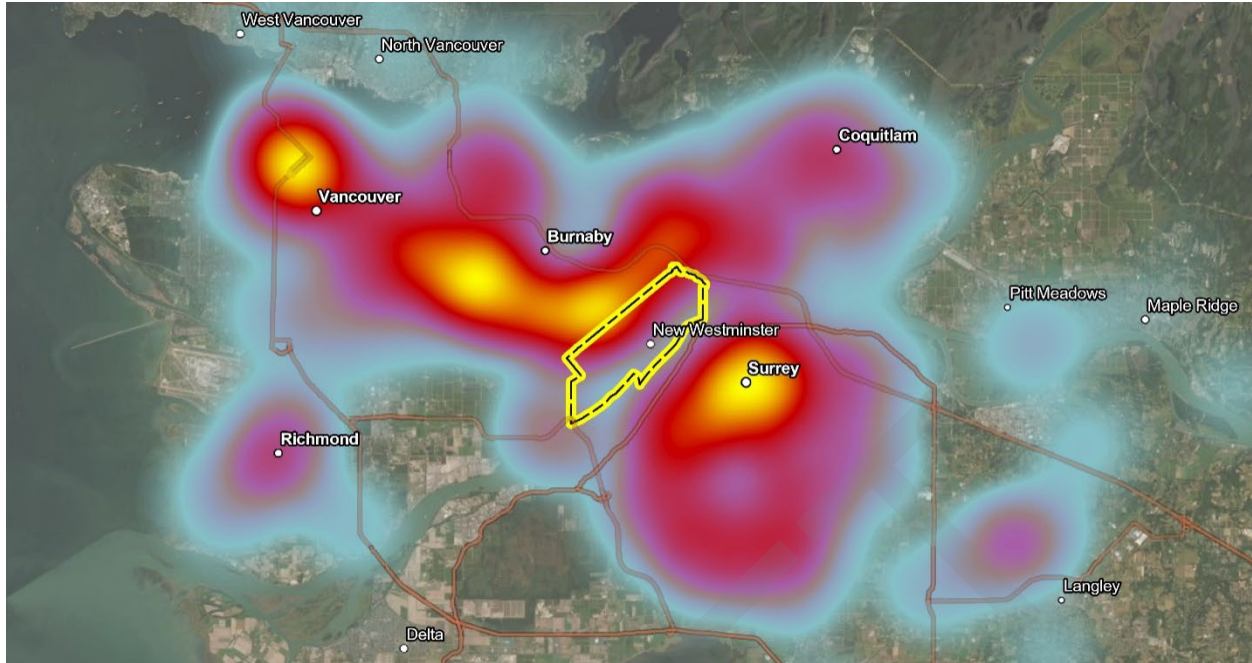 West Vancouver
North Vancouver
Coquitlam
Vancouver
Burnaby
Pitt Meadows
Maple Ridge
New Westminster
Surrey
Richmond
Langley
Delta